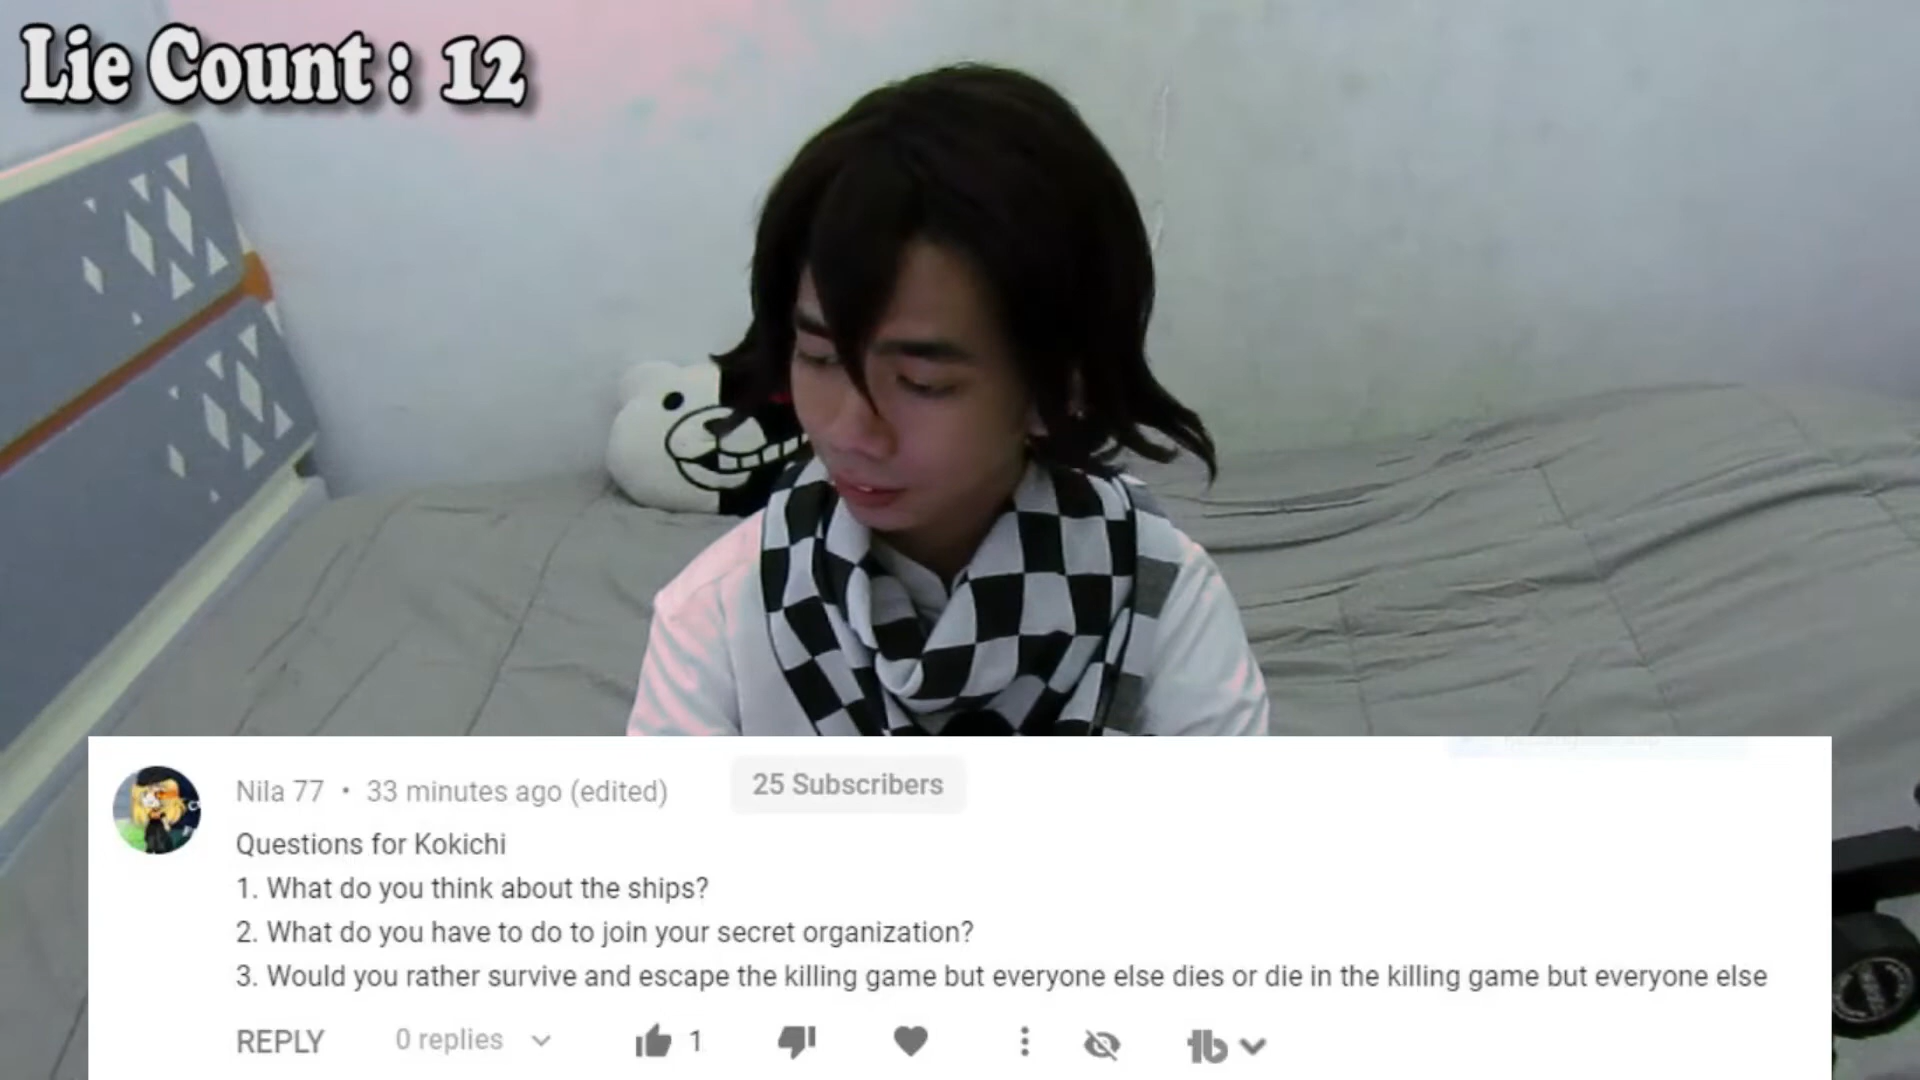 Lie Count : 12
Nila 77 • 33 minutes ago (edited) 25 Subscribers
Questions for Kokichi
1. What do you think about the ships?
2. What do you have to do to join your secret organization?
3. Would you rather survive and escape the killing game but everyone else dies or die in the killing game but everyone else
REPLY 0 replies 1